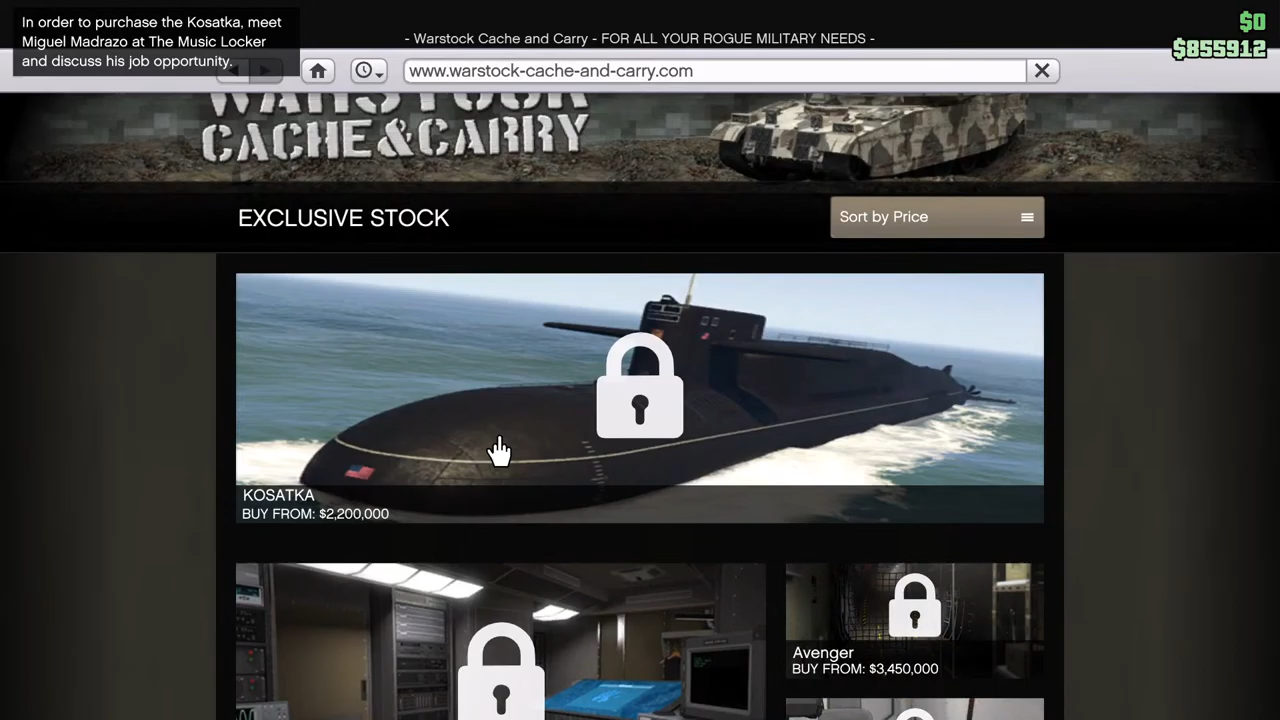 In order to purchase the Kosatka, meet
Miguel Madrazo at The Music Locker
and discuss his job opportunity.
- Warstock Cache and Carry - FOR ALL YOUR ROGUE MILITARY NEEDS -
$0
$855912
www.warstock-cache-and-carry.com
WARSTOCK
CACHE&CARRY
EXCLUSIVE STOCK
Sort by Price
KOSATKA
BUY FROM: $2,200,000
Avenger
BUY FROM: $3,450,000